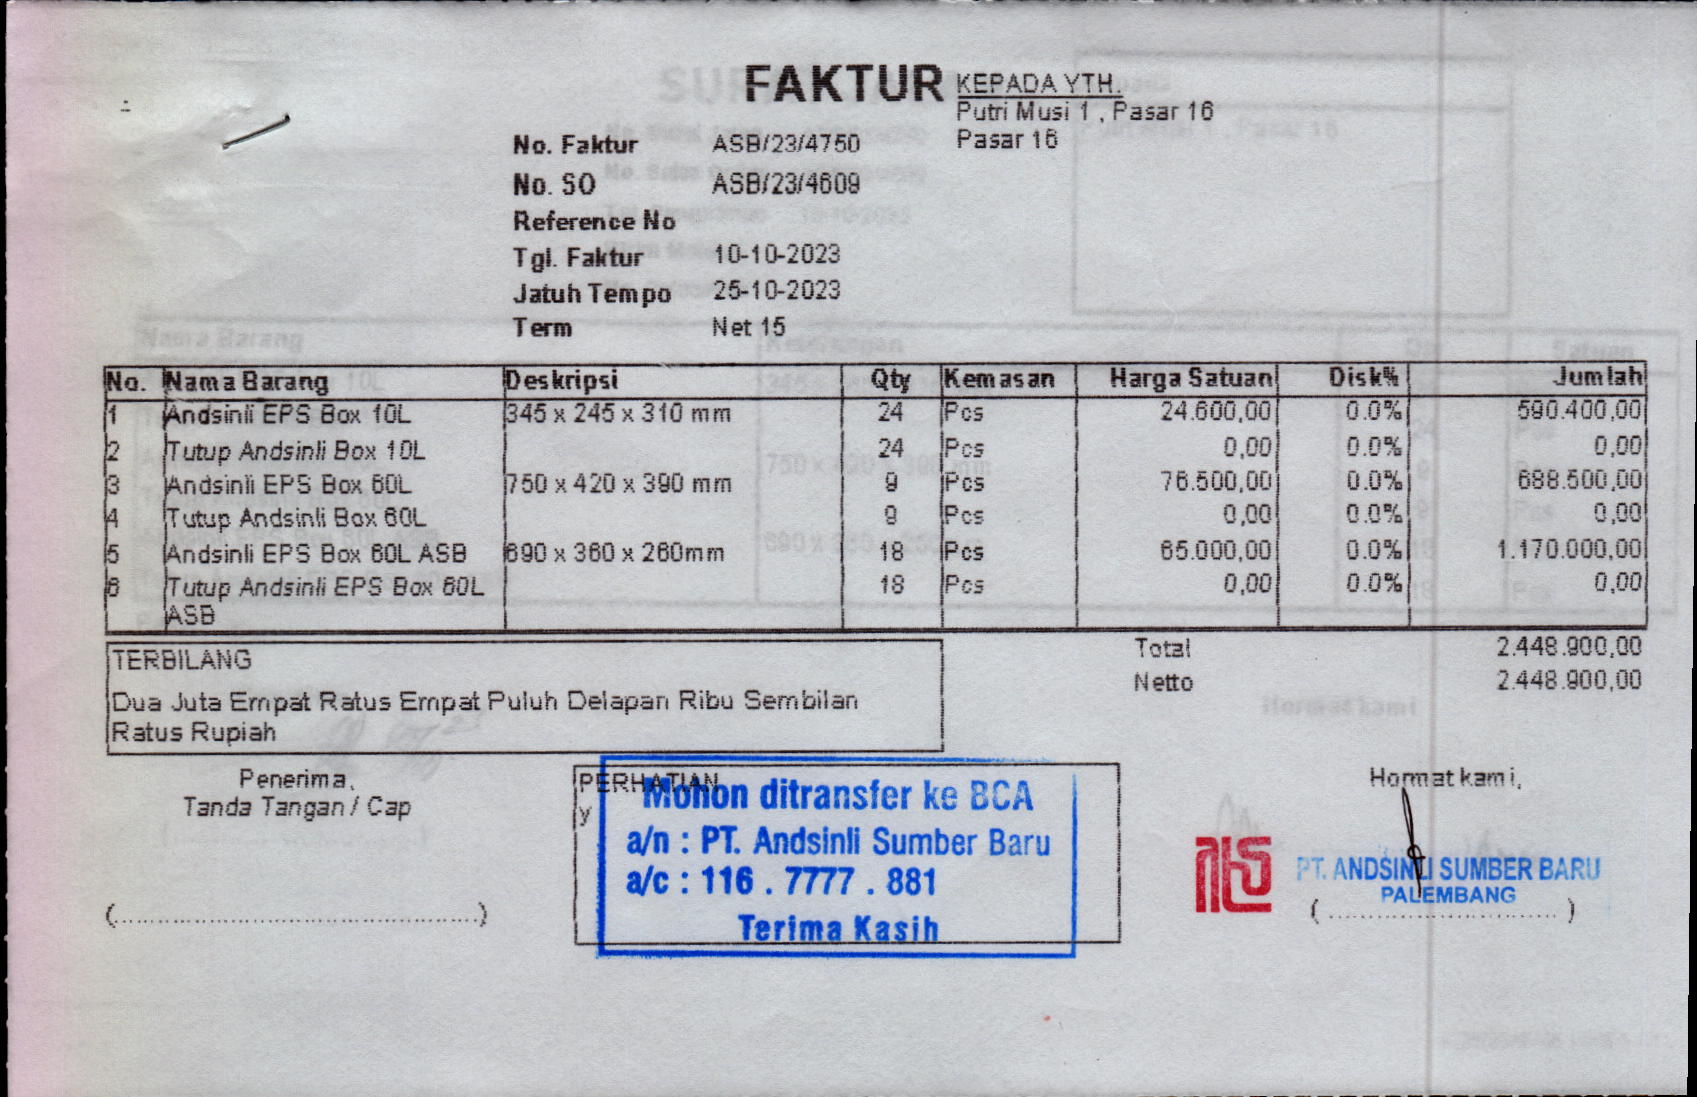 FAKTUR
KEPADA YTH.
Putri Musi 1 , Pasar 16
Pasar 16
No. Faktur ASB/23/4750
No. SO ASB/23/4609
Reference No
Tgl. Faktur 10-10-2023
Jatuh Tempo 25-10-2023
Term Net 15
No. Nama Barang Deskripsi Qty Kemasan Harga Satuan Disk% Jumlah
1 Andsinli EPS Box 10L 345 x 245 x 310 mm 24 Pcs 24.600,00 0.0% 590.400,00
2 Tutup Andsinli Box 10L 24 Pcs 0,00 0.0% 0,00
3 Andsinli EPS Box 60L 750 x 420 x 390 mm 9 Pcs 76.500,00 0.0% 688.500,00
4 Tutup Andsinli Box 60L 9 Pcs 0,00 0.0% 0,00
5 Andsinli EPS Box 60L ASB 690 x 360 x 260mm 18 Pcs 65.000,00 0.0% 1.170.000,00
6 Tutup Andsinli EPS Box 60L 18 Pcs 0,00 0.0% 0,00
ASB
Total 2.448.900,00
Netto 2.448.900,00
TERBILANG
Dua Juta Empat Ratus Empat Puluh Delapan Ribu Sembilan
Ratus Rupiah
Penerima,
Tanda Tangan / Cap
(........................................)
PERHATIAN
y
Mohon ditransfer ke BCA
a/n : PT. Andsinli Sumber Baru
a/c : 116 . 7777 . 881
Terima Kasih
Hormat kami,
PT. ANDSINLI SUMBER BARU
PALEMBANG
(..............................)